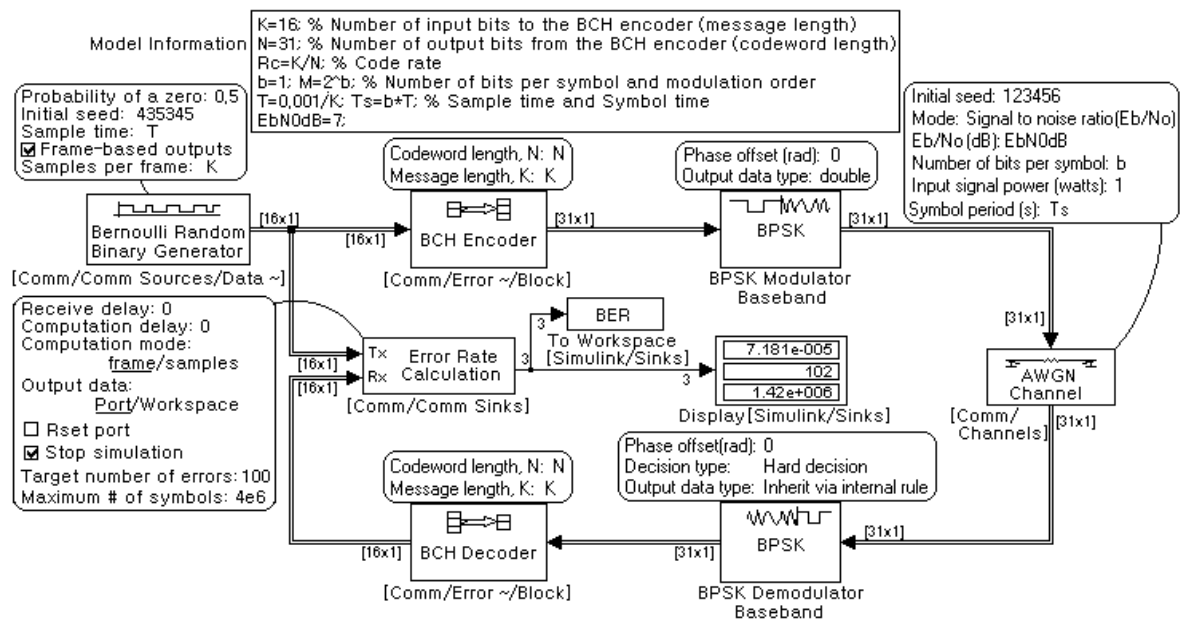 Model Information
K=16; % Number of input bits to the BCH encoder (message length)
N=31; % Number of output bits from the BCH encoder (codeword length)
Rc=K/N; % Code rate
b=1; M=2^b; % Number of bits per symbol and modulation order
T=0,001/K; Ts=b*T; % Sample time and Symbol time
EbN0dB=7;
Probability of a zero: 0,5
Initial seed: 435345
Sample time: T
Frame-based outputs
Samples per frame: K
Codeword length, N: N
Message length, K: K
Phase offset (rad): 0
Output data type: double
Initial seed: 123456
Mode: Signal to noise ratio(Eb/No)
Eb/No (dB): EbN0dB
Number of bits per symbol: b
Input signal power (watts): 1
Symbol period (s): Ts
Bernoulli Random
Binary Generator
[16x1]
[16x1]
BCH Encoder
[31x1]
BPSK
[31x1]
[Comm/Comm Sources/Data ~]
[Comm/Error ~/Block]
BPSK Modulator
Baseband
Receive delay: 0
Computation delay: 0
Computation mode:
frame/samples
Output data:
Port/Workspace
Rset port
Stop simulation
Target number of errors: 100
Maximum # of symbols: 4e6
[16x1]
[16x1]
Tx
Rx
Error Rate
Calculation
[Comm/Comm Sinks]
3
3
BER
To Workspace
[Simulink/Sinks]
3
7.181e-005
102
1.42e+006
Display[Simulink/Sinks]
[31x1]
AWGN
Channel
[Comm/
Channels]
[31x1]
Codeword length, N: N
Message length, K: K
Phase offset(rad): 0
Decision type: Hard decision
Output data type: Inherit via internal rule
[16x1]
BCH Decoder
[31x1]
BPSK
[31x1]
[Comm/Error ~/Block]
BPSK Demodulator
Baseband